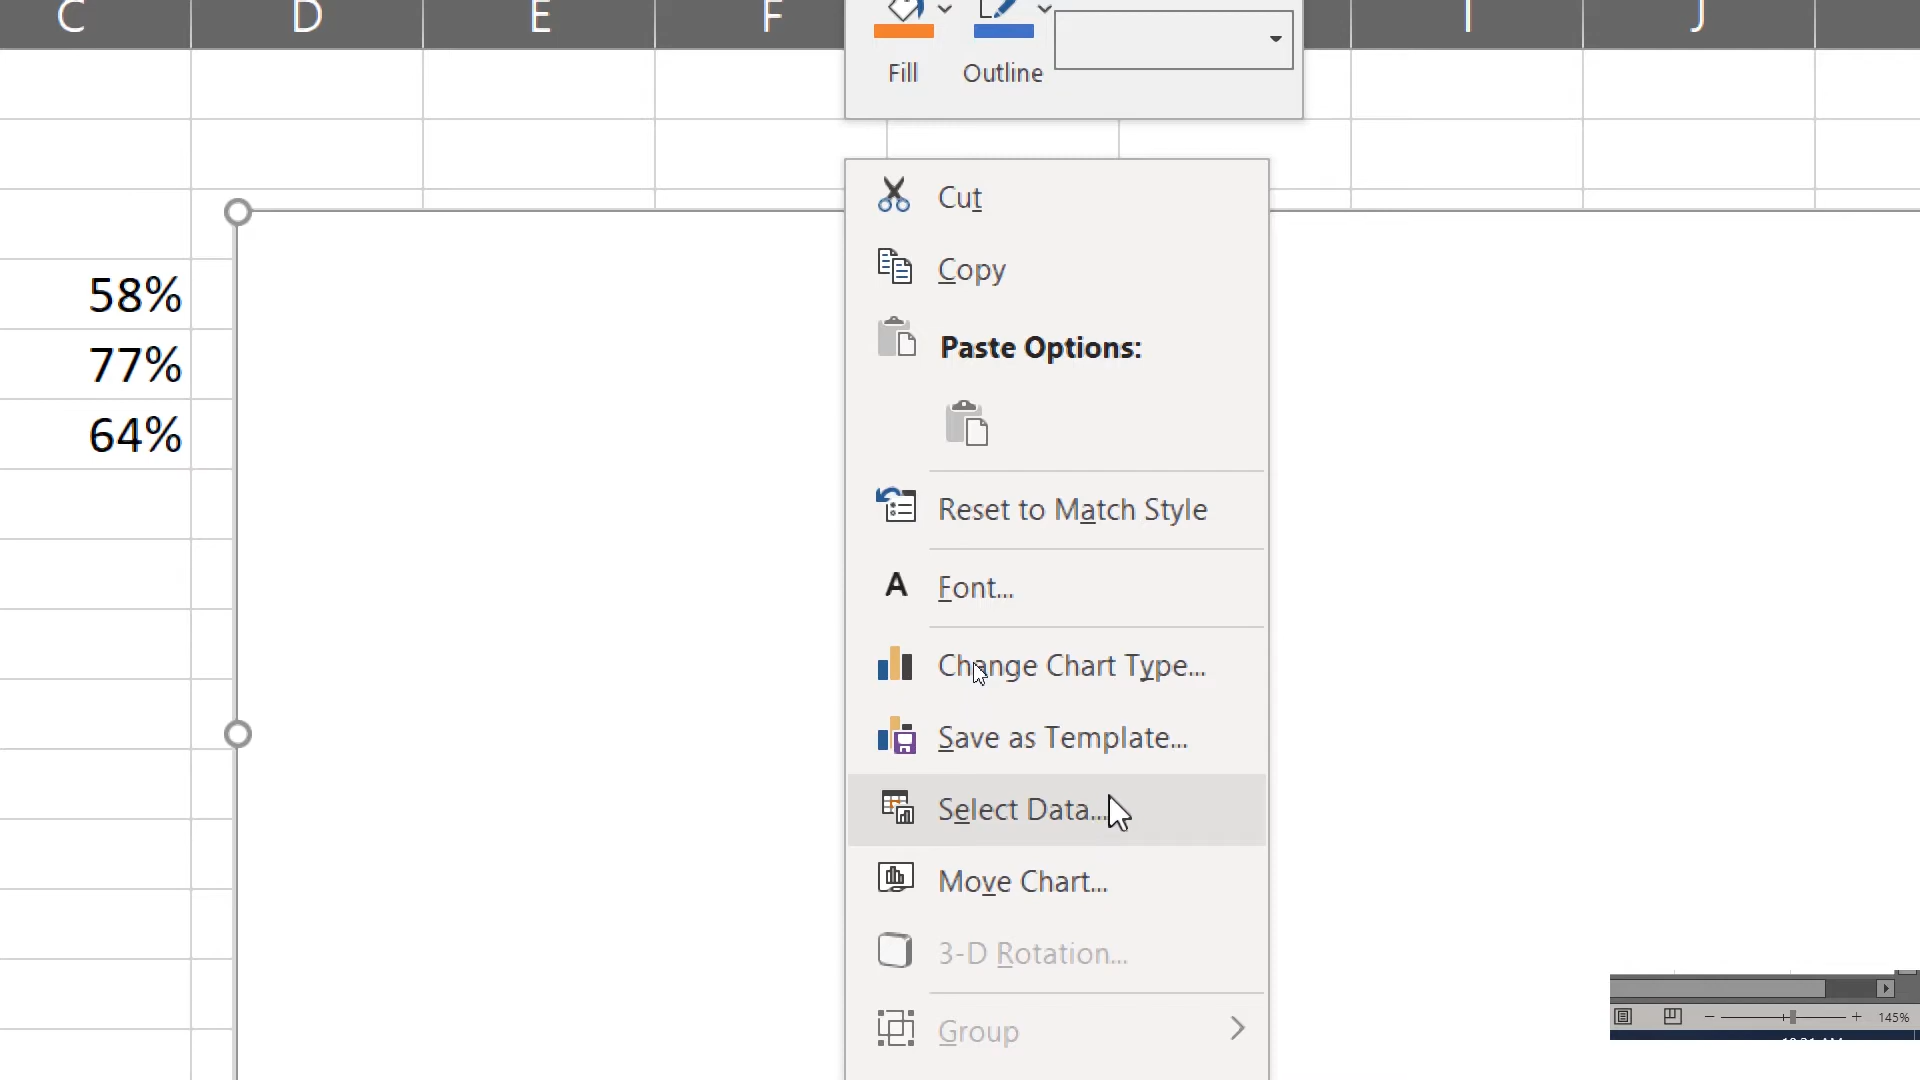 C D E F I J
Fill Outline
Cut
Copy
58%
Paste Options:
77%
64%
Reset to Match Style
A Font...
Change Chart Type...
Save as Template...
Select Data...
Move Chart...
3-D Rotation...
Group
145%